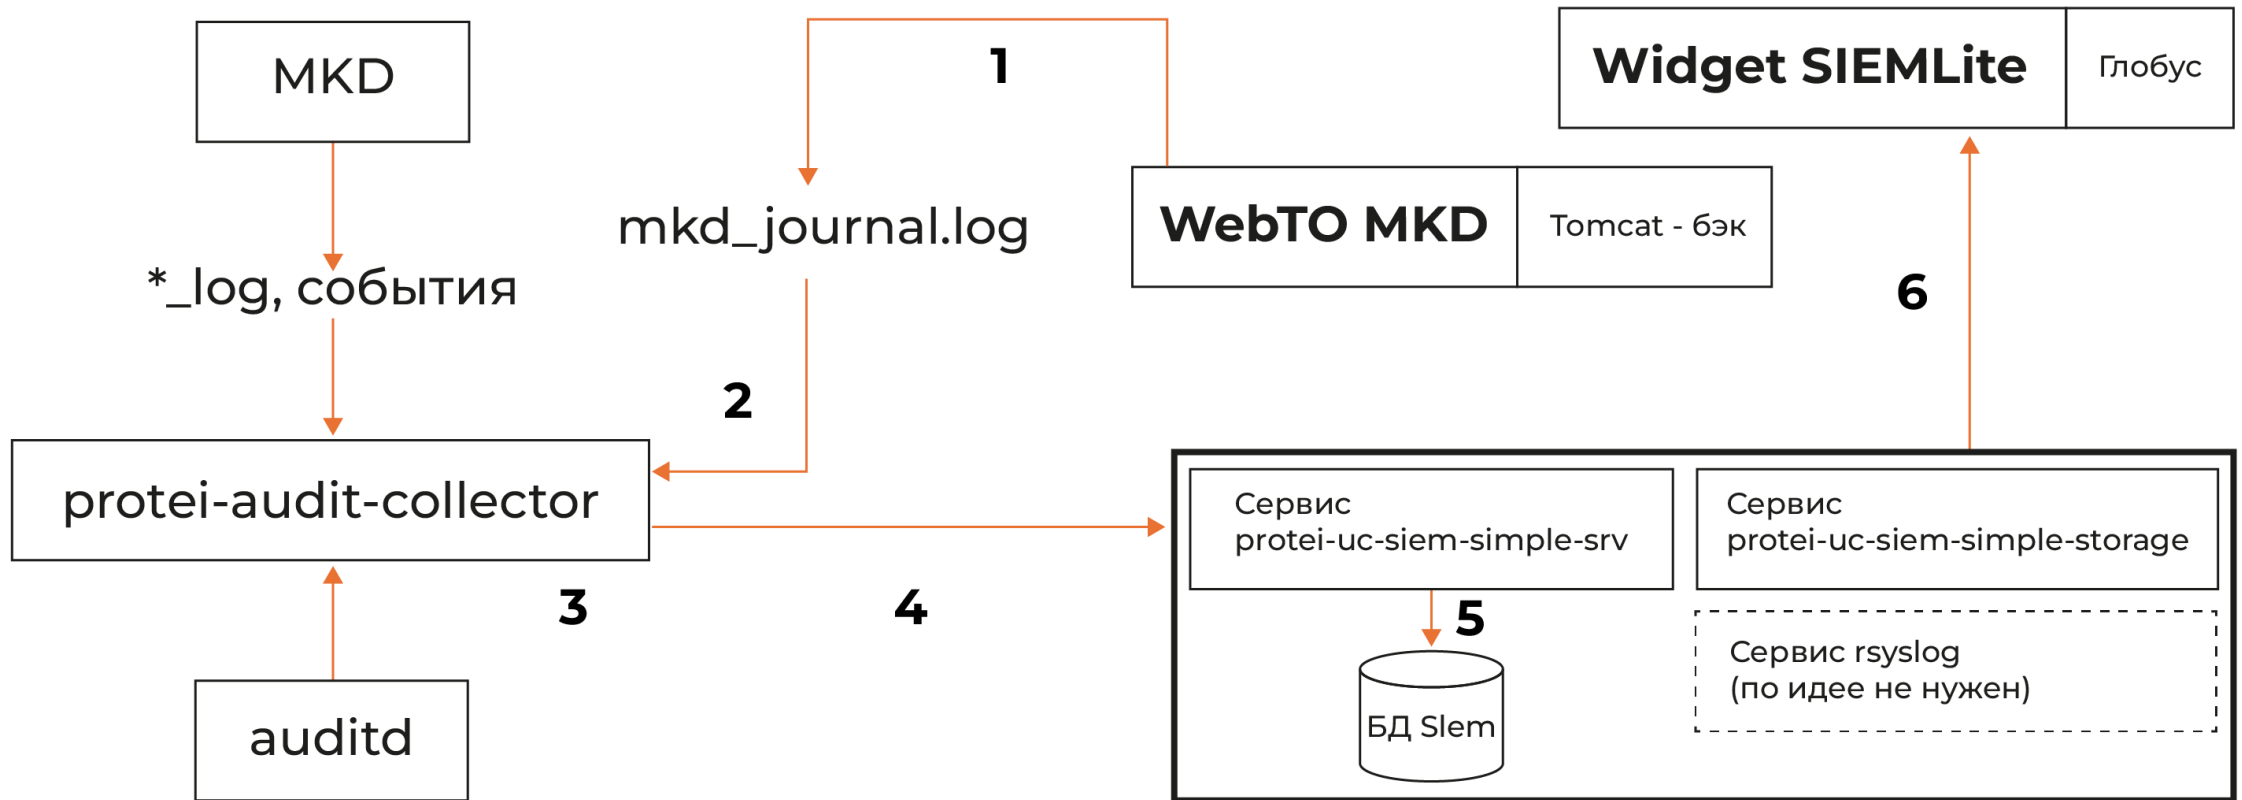 MKD
1
Widget SIEMLite
Глобус
mkd_journal.log
WebTO MKD
Tomcat - бэк
*_log, события
6
2
protei-audit-collector
Сервис
protei-uc-siem-simple-srv
Сервис
protei-uc-siem-simple-storage
3
4
5
Сервис rsyslog
(по идее не нужен)
auditd
БД Slem